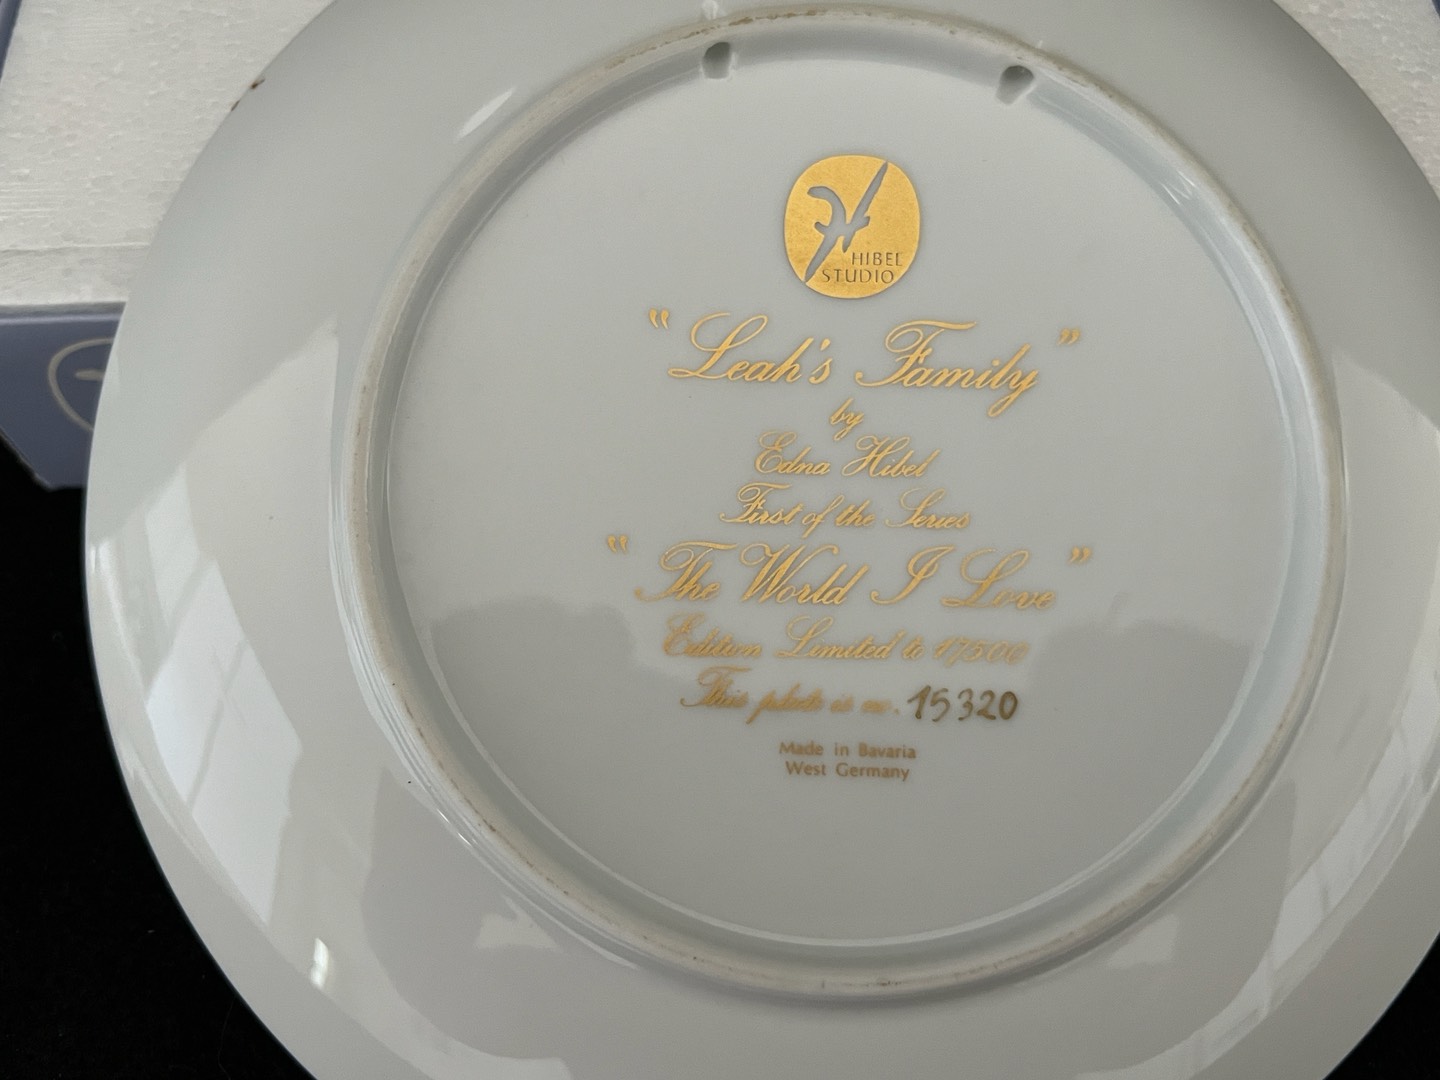 HIBEL
STUDIO
"Leah's Family"
by
Edna Hibel
First of the Series
"The World I Love"
Edition Limited to 17500
This plate is no. 15320
Made in Bavaria
West Germany